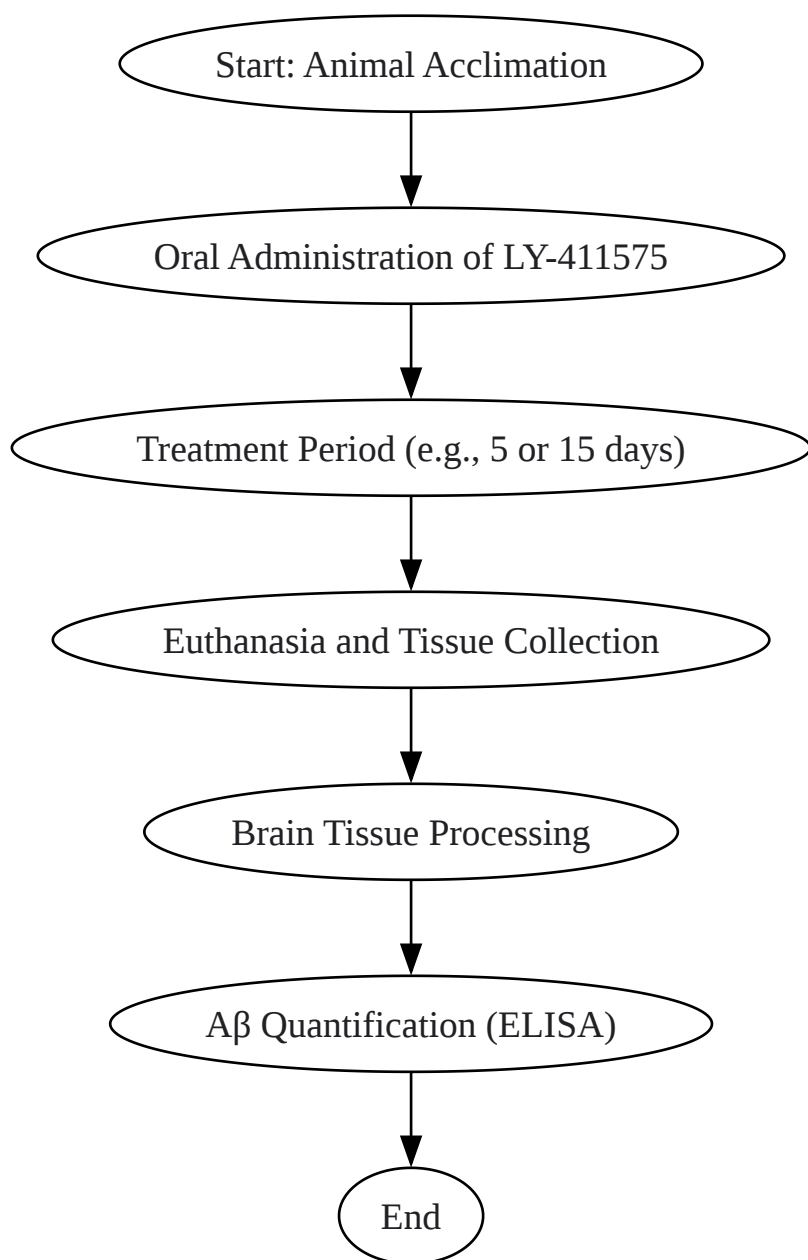 Start: Animal Acclimation
Oral Administration of LY-411575
Treatment Period (e.g., 5 or 15 days)
Euthanasia and Tissue Collection
Brain Tissue Processing
Aβ Quantification (ELISA)
End